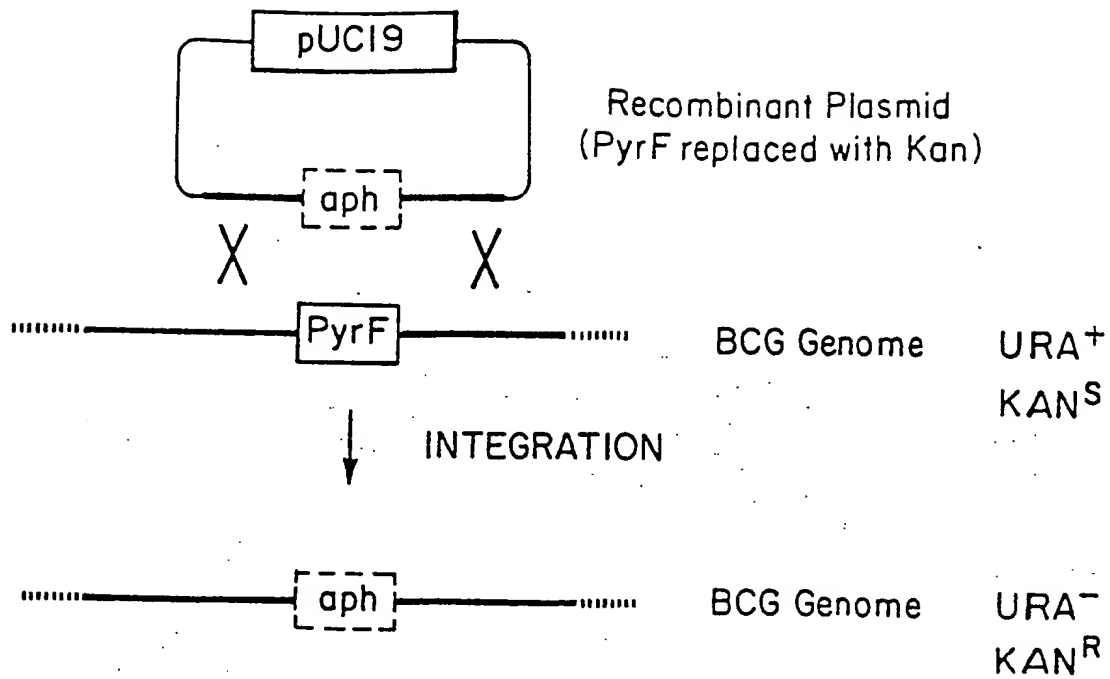 pUC19
Recombinant Plasmid
(PyrF replaced with Kan)
aph
PyrF
BCG Genome URA+
KANS
INTEGRATION
aph
BCG Genome URA-
KANR